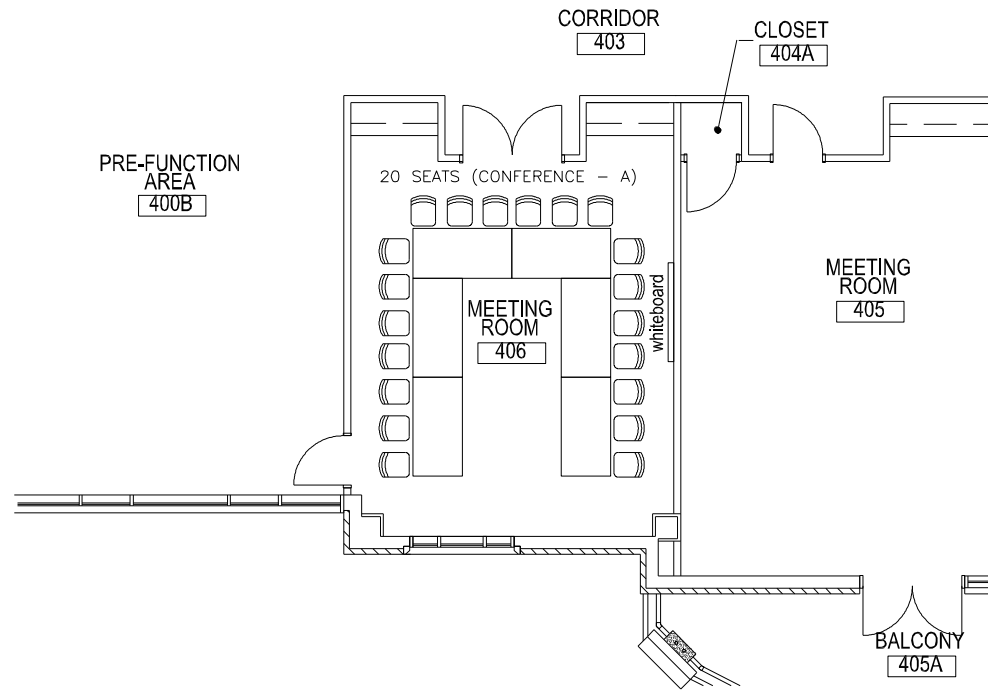 CORRIDOR
403
CLOSET
404A
PRE-FUNCTION
AREA
400B
20 SEATS (CONFERENCE - A)
MEETING
ROOM
406
whiteboard
MEETING
ROOM
405
BALCONY
405A